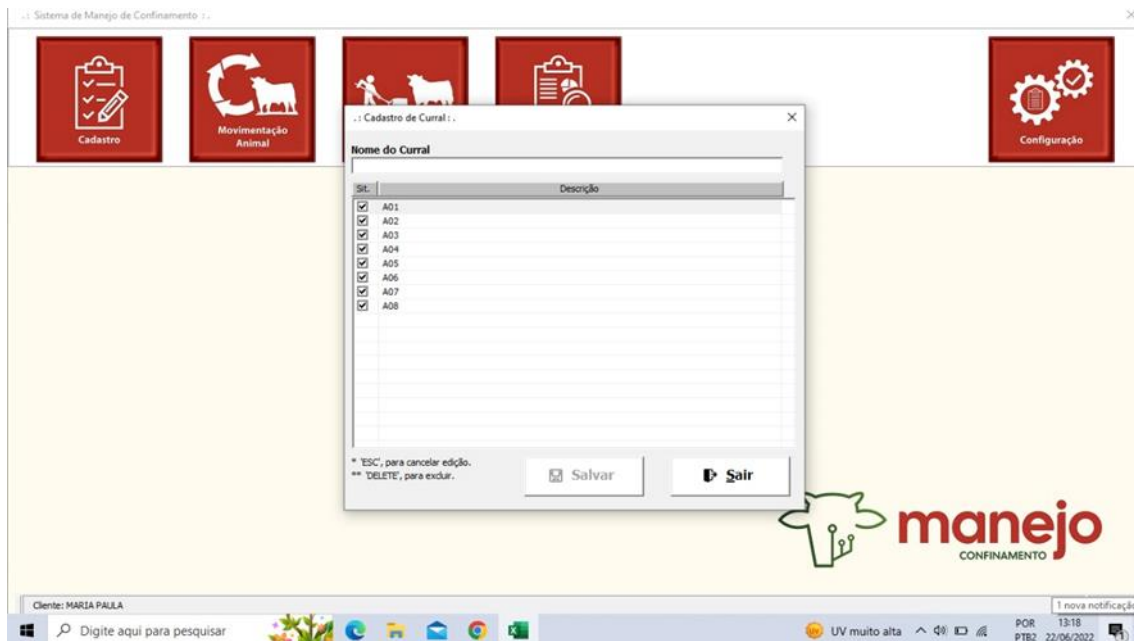 .: Sistema de Manejo de Confinamento :.
Cadastro
Movimentação
Animal
Configuração
.: Cadastro de Curral : .
Nome do Curral
Sit. Descrição
A01
A02
A03
A04
A05
A06
A07
A08
* 'ESC', para cancelar edição.
** 'DELETE', para excluir.
Salvar
Sair
manejo
CONFINAMENTO
Cliente: MARIA PAULA
1 nova notificação
Digite aqui para pesquisar
UV muito alta
POR 13:18
PTB2 22/06/2022